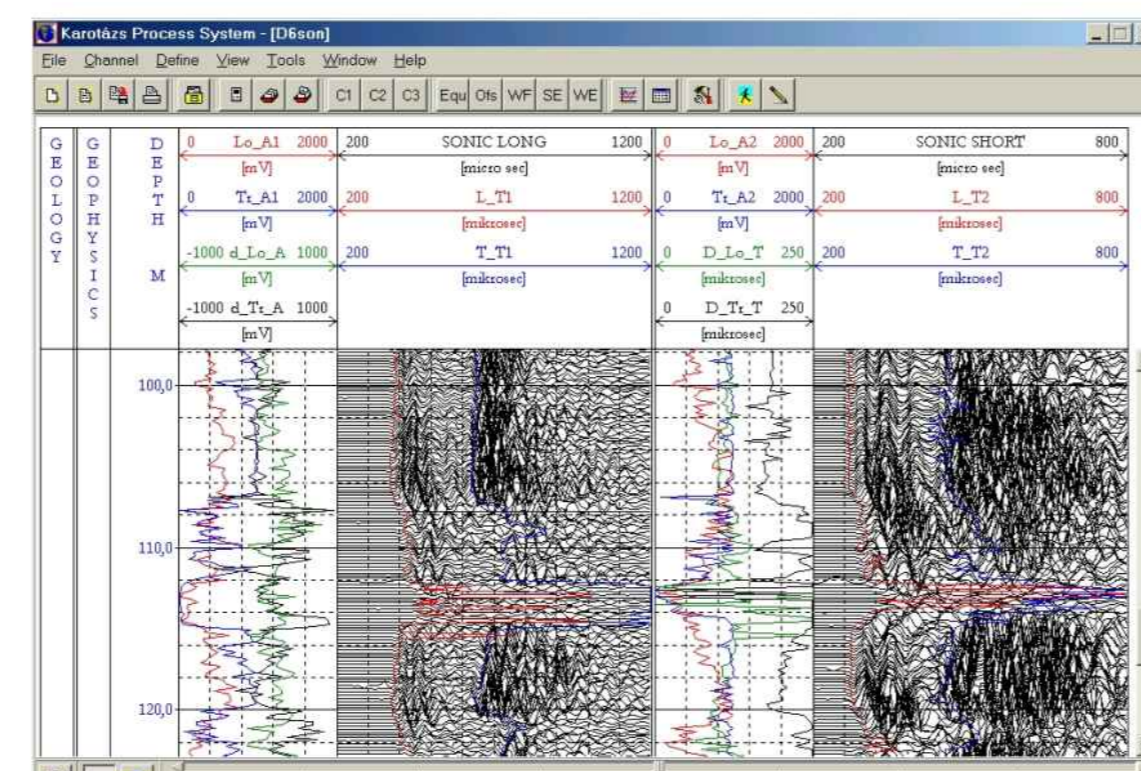 Karotázs Process System - [D6son]
File Channel Define View Tools Window Help
C1 C2 C3 Equ Ofs WF SE WE
GEOLOGY
GEOPHYSICS
DEPTH M
0 Lo_A1 2000
[mV]
0 Tr_A1 2000
[mV]
-1000 d_Lo_A 1000
[mV]
-1000 d_Tr_A 1000
[mV]
200 SONIC LONG 1200
[micro sec]
200 L_T1 1200
[mikrosec]
200 T_T1 1200
[mikrosec]
0 Lo_A2 2000
[mV]
0 Tr_A2 2000
[mV]
0 D_Lo_T 250
[mikrosec]
0 D_Tr_T 250
[mikrosec]
200 SONIC SHORT 800
[micro sec]
200 L_T2 800
[mikrosec]
200 T_T2 800
[mikrosec]
100,0
110,0
120,0